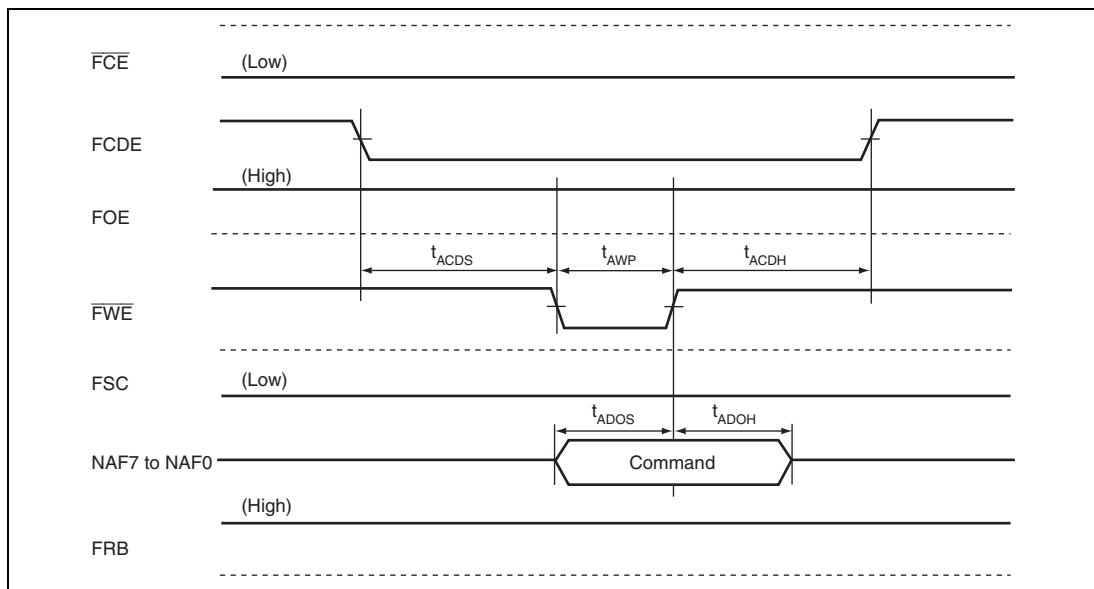 FCE (Low)
FCDE
(High)
FOE
tACDS tAWP tACDH
FWE
FSC (Low)
tADOS tADOH
NAF7 to NAF0 Command
(High)
FRB